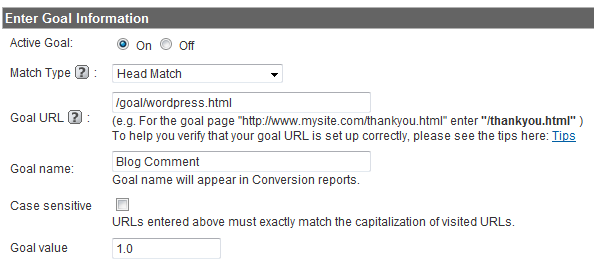 Enter Goal Information
Active Goal: On Off
Match Type ? : Head Match
/goal/wordpress.html
Goal URL ? : (e.g. For the goal page "http://www.mysite.com/thankyou.html" enter "/thankyou.html" )
To help you verify that your goal URL is set up correctly, please see the tips here: Tips
Goal name: Blog Comment
Goal name will appear in Conversion reports.
Case sensitive
URLs entered above must exactly match the capitalization of visited URLs.
Goal value 1.0